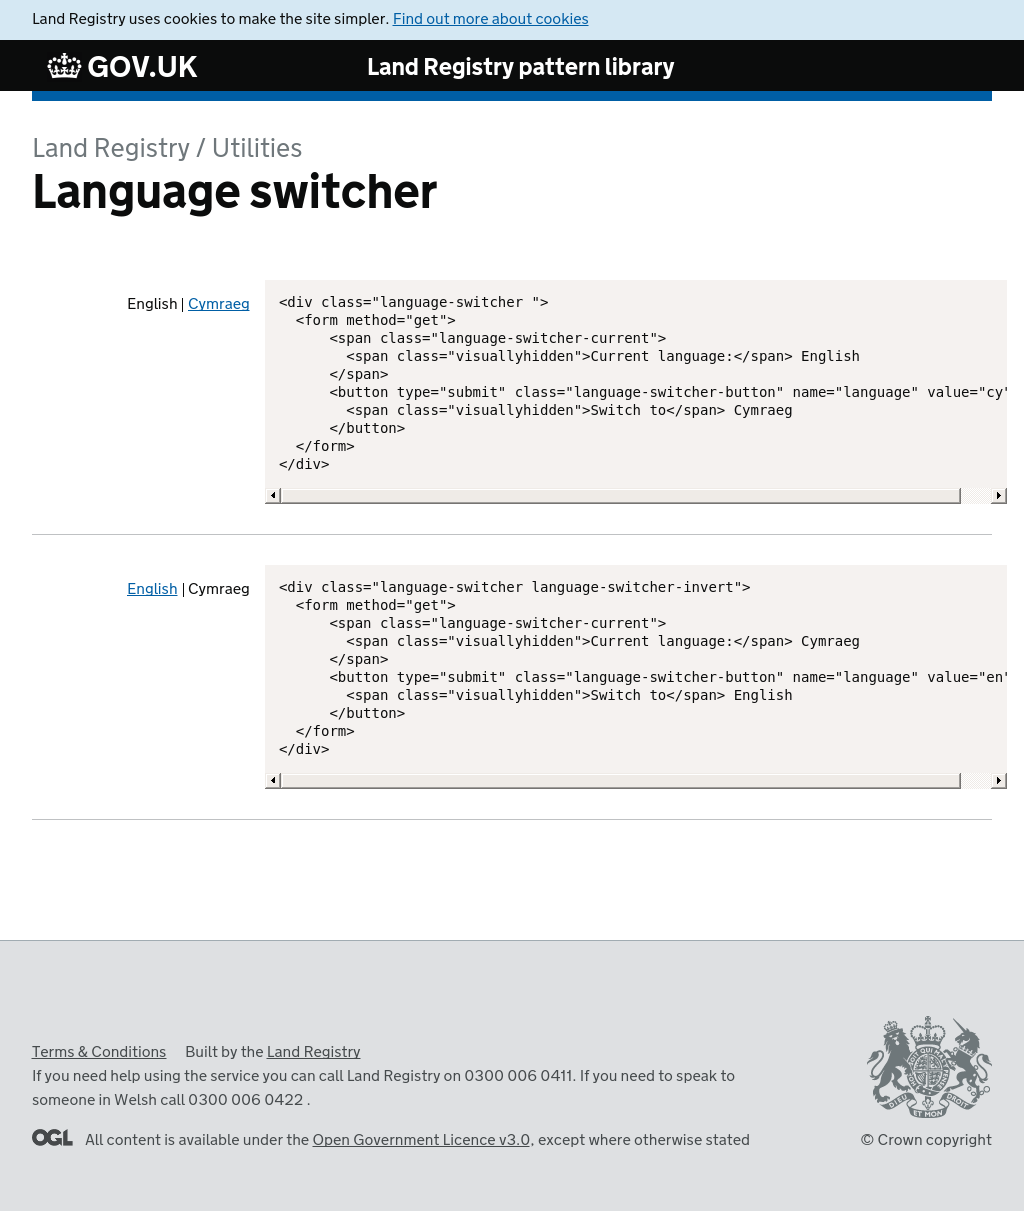 Land Registry uses cookies to make the site simpler. Find out more about cookies
GOV.UK
Land Registry pattern library
Land Registry / Utilities
Language switcher
English | Cymraeg
<div class="language-switcher ">
  <form method="get">
      <span class="language-switcher-current">
        <span class="visuallyhidden">Current language:</span> English
      </span>
      <button type="submit" class="language-switcher-button" name="language" value="cy"
        <span class="visuallyhidden">Switch to</span> Cymraeg
      </button>
  </form>
</div>
English | Cymraeg
<div class="language-switcher language-switcher-invert">
  <form method="get">
      <span class="language-switcher-current">
        <span class="visuallyhidden">Current language:</span> Cymraeg
      </span>
      <button type="submit" class="language-switcher-button" name="language" value="en"
        <span class="visuallyhidden">Switch to</span> English
      </button>
  </form>
</div>
Terms & Conditions Built by the Land Registry
If you need help using the service you can call Land Registry on 0300 006 0411. If you need to speak to
someone in Welsh call 0300 006 0422 .
OGL All content is available under the Open Government Licence v3.0, except where otherwise stated
DIEU ET MON DROIT
© Crown copyright